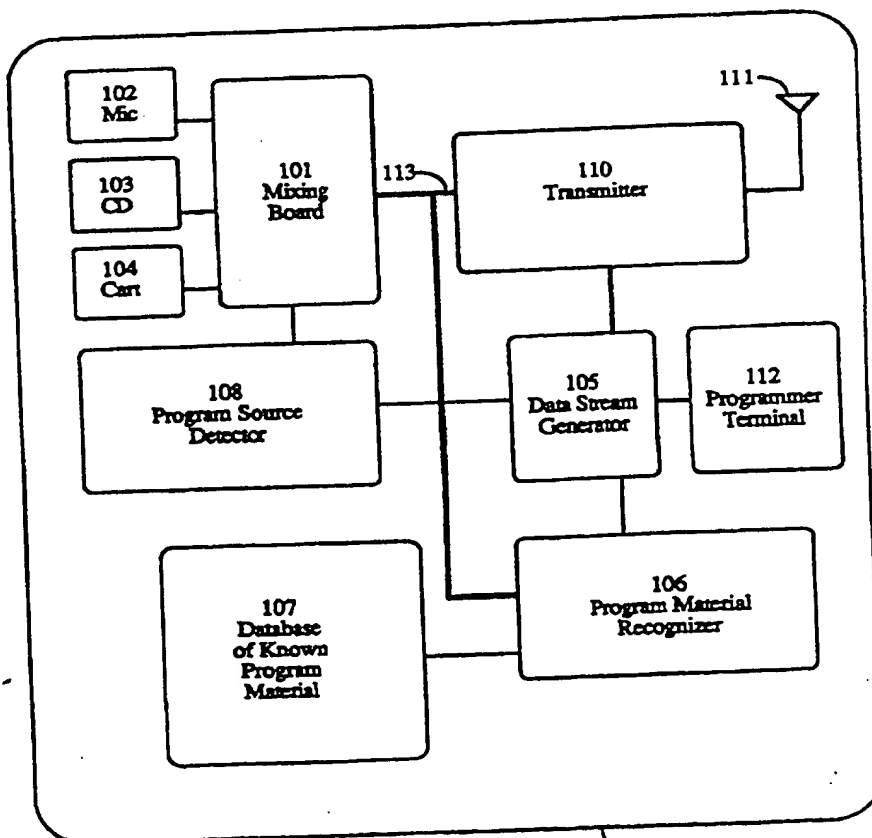 102
Mic
103
CD
104
Cart
101
Mixing
Board
113
110
Transmitter
111
108
Program Source
Detector
105
Data Stream
Generator
112
Programmer
Terminal
107
Database
of Known
Program
Material
106
Program Material
Recognizer